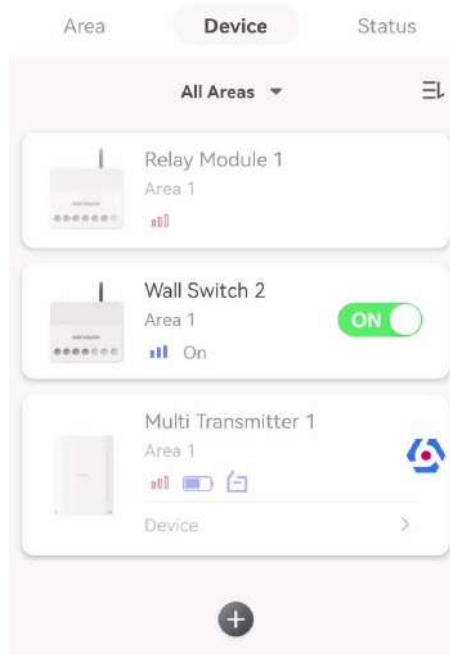 Area Device Status
All Areas
Relay Module 1
Area 1
Wall Switch 2
Area 1
ON
On
Multi Transmitter 1
Area 1
Device